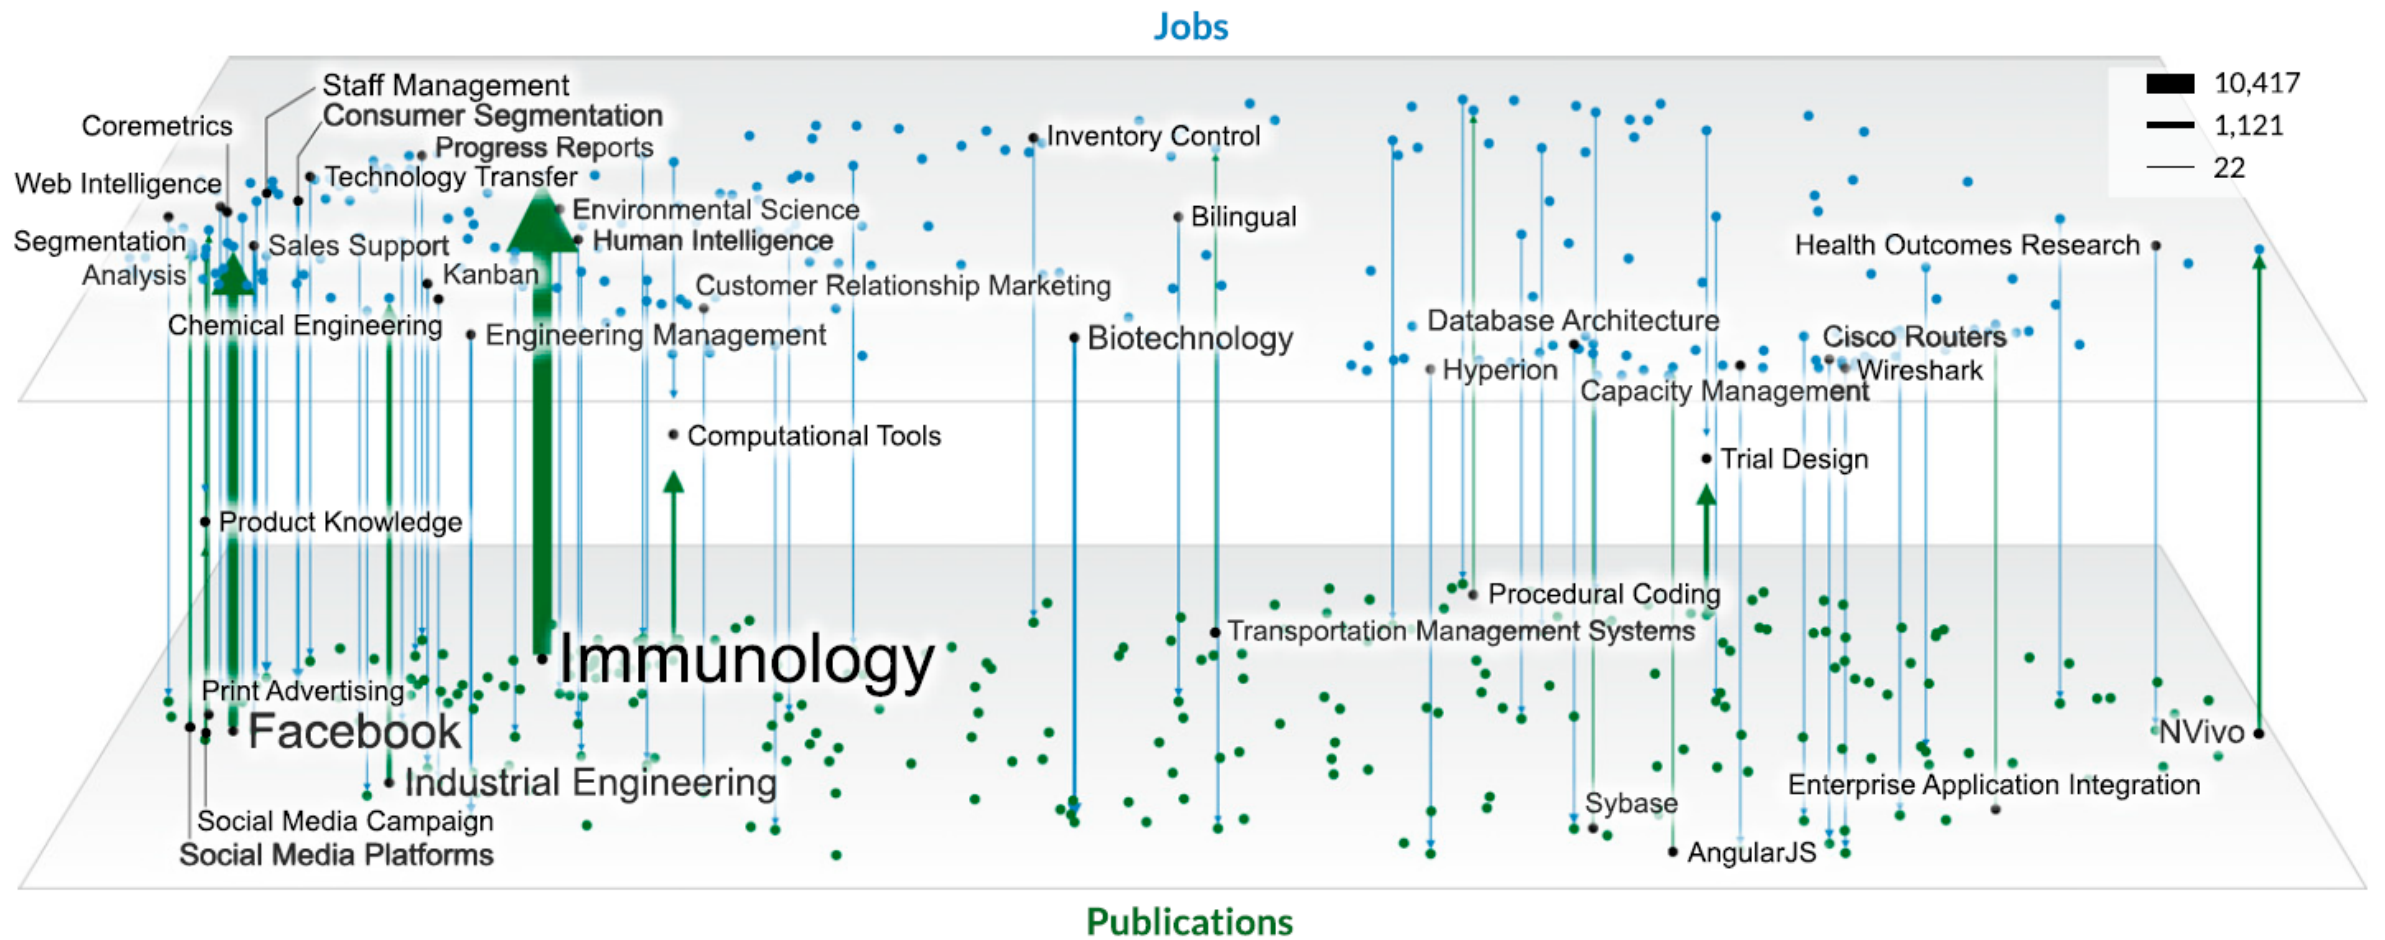 Jobs
Staff Management
10,417
Coremetrics
Consumer Segmentation
1,121
Progress Reports
Inventory Control
22
Web Intelligence
Technology Transfer
Environmental Science
Bilingual
Segmentation
Analysis
Sales Support
Human Intelligence
Health Outcomes Research
Kanban
Customer Relationship Marketing
Chemical Engineering
Engineering Management
Biotechnology
Database Architecture
Cisco Routers
Hyperion
Wireshark
Capacity Management
Computational Tools
Trial Design
Product Knowledge
Procedural Coding
Transportation Management Systems
Immunology
Print Advertising
Facebook
NVivo
Industrial Engineering
Enterprise Application Integration
Sybase
Social Media Campaign
Social Media Platforms
AngularJS
Publications